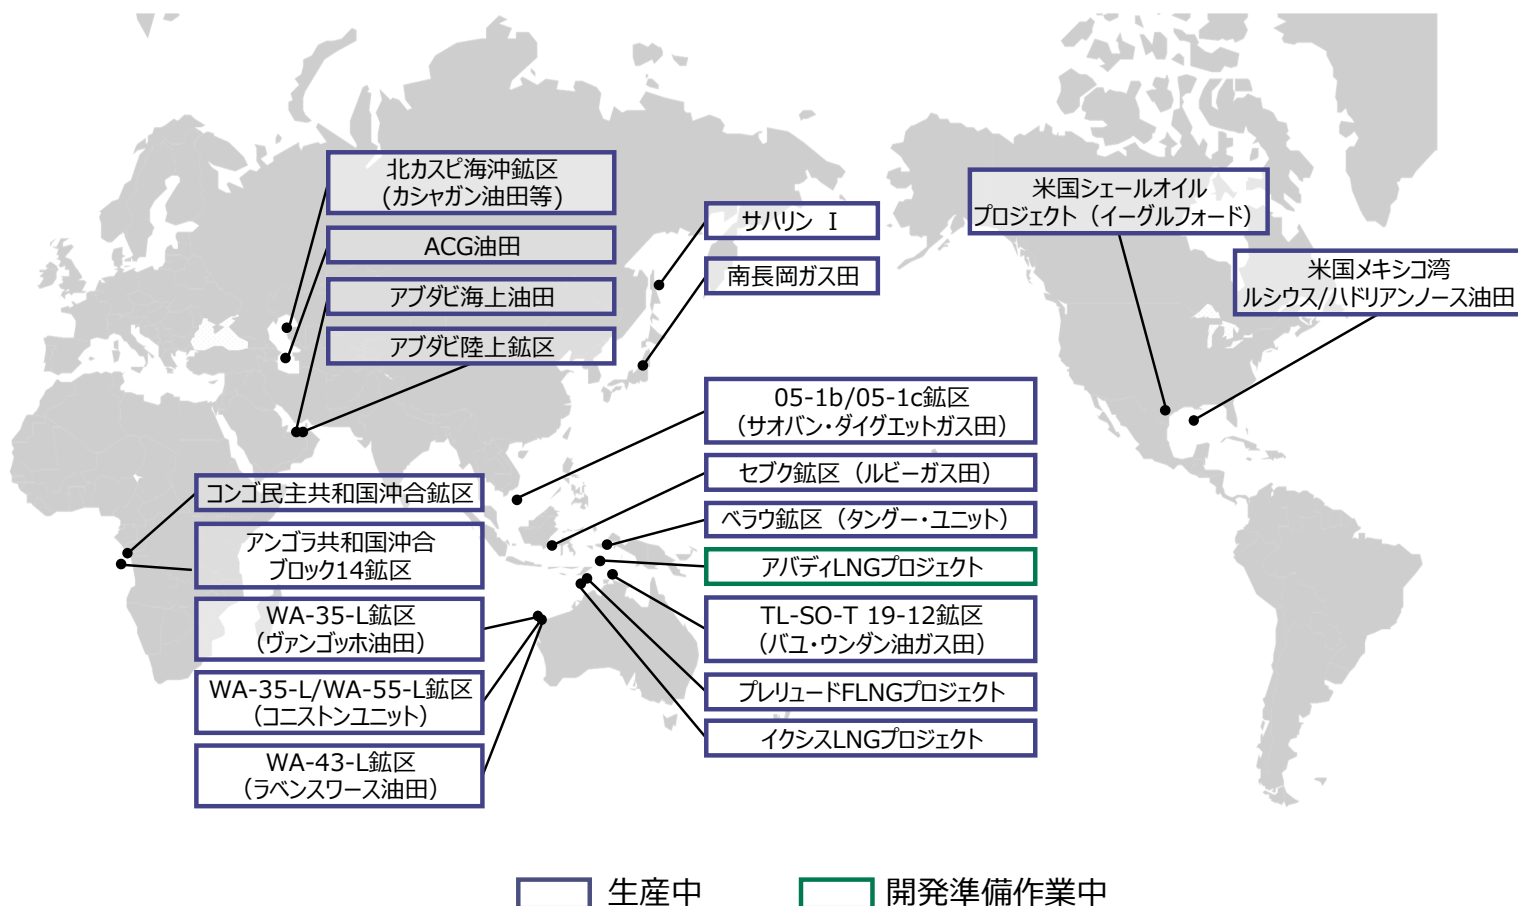 北カスピ海沖鉱区
(カシャガン油田等)
ACG油田
アブダビ海上油田
アブダビ陸上鉱区
サハリン Ⅰ
南長岡ガス田
米国シェールオイル
プロジェクト（イーグルフォード）
米国メキシコ湾
ルシウス/ハドリアンノース油田
コンゴ民主共和国沖合鉱区
アンゴラ共和国沖合
ブロック14鉱区
WA-35-L鉱区
（ヴァンゴッホ油田）
WA-35-L/WA-55-L鉱区
（コニストンユニット）
WA-43-L鉱区
（ラベンスワース油田）
05-1b/05-1c鉱区
（サオバン・ダイグエットガス田）
セブク鉱区（ルビーガス田）
ベラウ鉱区（タングー・ユニット）
アバディLNGプロジェクト
TL-SO-T 19-12鉱区
（バユ・ウンダン油ガス田）
プレリュードFLNGプロジェクト
イクシスLNGプロジェクト
生産中
開発準備作業中